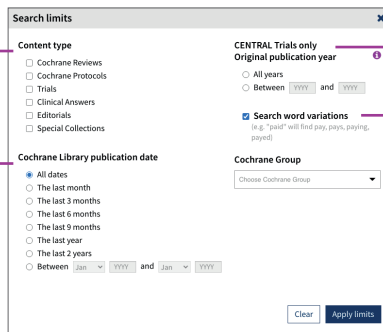 Search limits
Content type
Cochrane Reviews
Cochrane Protocols
Trials
Clinical Answers
Editorials
Special Collections
Cochrane Library publication date
All dates
The last month
The last 3 months
The last 6 months
The last 9 months
The last year
The last 2 years
Between Jan YYYY and Jan YYYY
CENTRAL Trials only
Original publication year
All years
Between YYYY and YYYY
Search word variations
(e.g. "paid" will find pay, pays, paying,
payed)
Cochrane Group
Choose Cochrane Group
Clear Apply limits